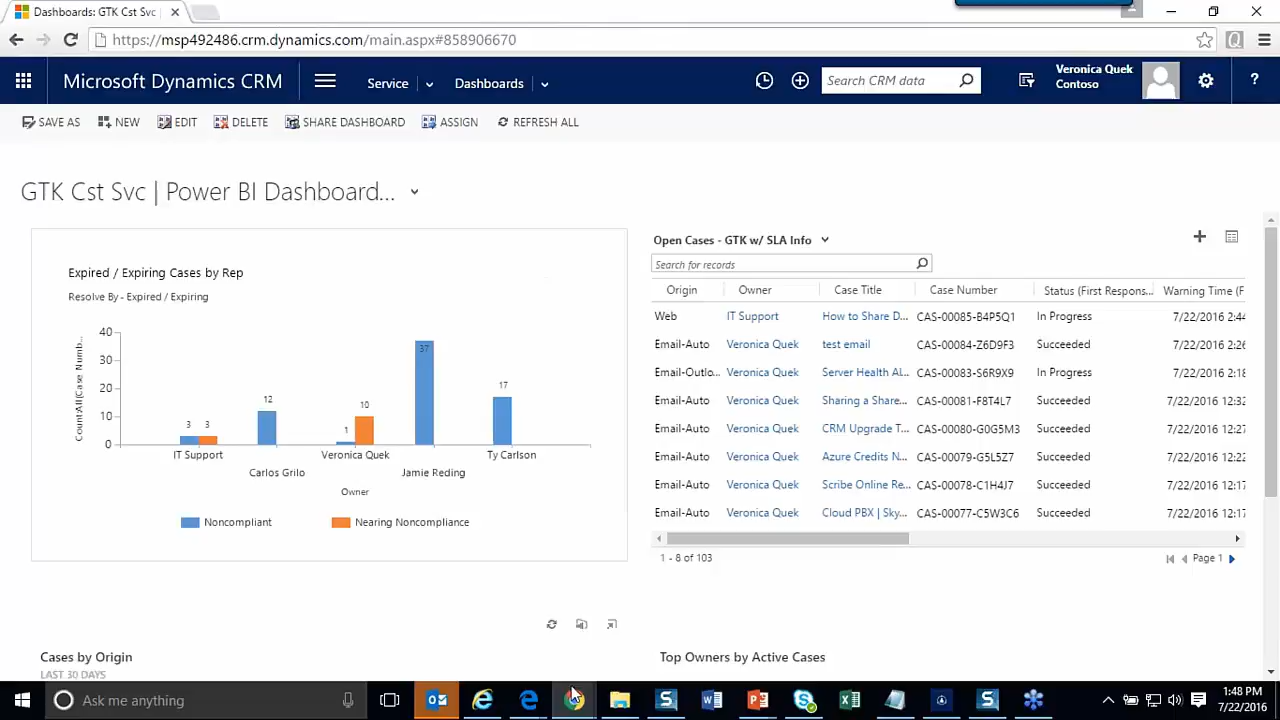 Dashboards: GTK Cst Svc |
https://msp492486.crm.dynamics.com/main.aspx#858906670
Microsoft Dynamics CRM
Service
Dashboards
Search CRM data
Veronica Quek
Contoso
?
SAVE AS
NEW
EDIT
DELETE
SHARE DASHBOARD
ASSIGN
REFRESH ALL
GTK Cst Svc | Power BI Dashboard...
Expired / Expiring Cases by Rep
Resolve By - Expired / Expiring
Count:All(Case Numb...
40
30
20
10
0
3
3
12
1
10
37
17
IT Support
Carlos Grilo
Veronica Quek
Jamie Reding
Ty Carlson
Owner
Noncompliant
Nearing Noncompliance
Open Cases - GTK w/ SLA Info
Search for records
Origin Owner Case Title Case Number Status (First Respons... Warning Time (F
Web IT Support How to Share D... CAS-00085-B4P5Q1 In Progress 7/22/2016 2:44
Email-Auto Veronica Quek test email CAS-00084-Z6D9F3 Succeeded 7/22/2016 2:26
Email-Outlo... Veronica Quek Server Health Al... CAS-00083-S6R9X9 In Progress 7/22/2016 2:18
Email-Auto Veronica Quek Sharing a Share... CAS-00081-F8T4L7 Succeeded 7/22/2016 12:32
Email-Auto Veronica Quek CRM Upgrade T... CAS-00080-G0G5M3 Succeeded 7/22/2016 12:27
Email-Auto Veronica Quek Azure Credits N... CAS-00079-G5L5Z7 Succeeded 7/22/2016 12:22
Email-Auto Veronica Quek Scribe Online Re... CAS-00078-C1H4J7 Succeeded 7/22/2016 12:17
Email-Auto Veronica Quek Cloud PBX | Sky... CAS-00077-C5W3C6 Succeeded 7/22/2016 12:17
1 - 8 of 103
Page 1
Cases by Origin
LAST 30 DAYS
Top Owners by Active Cases
Ask me anything
1:48 PM
7/22/2016